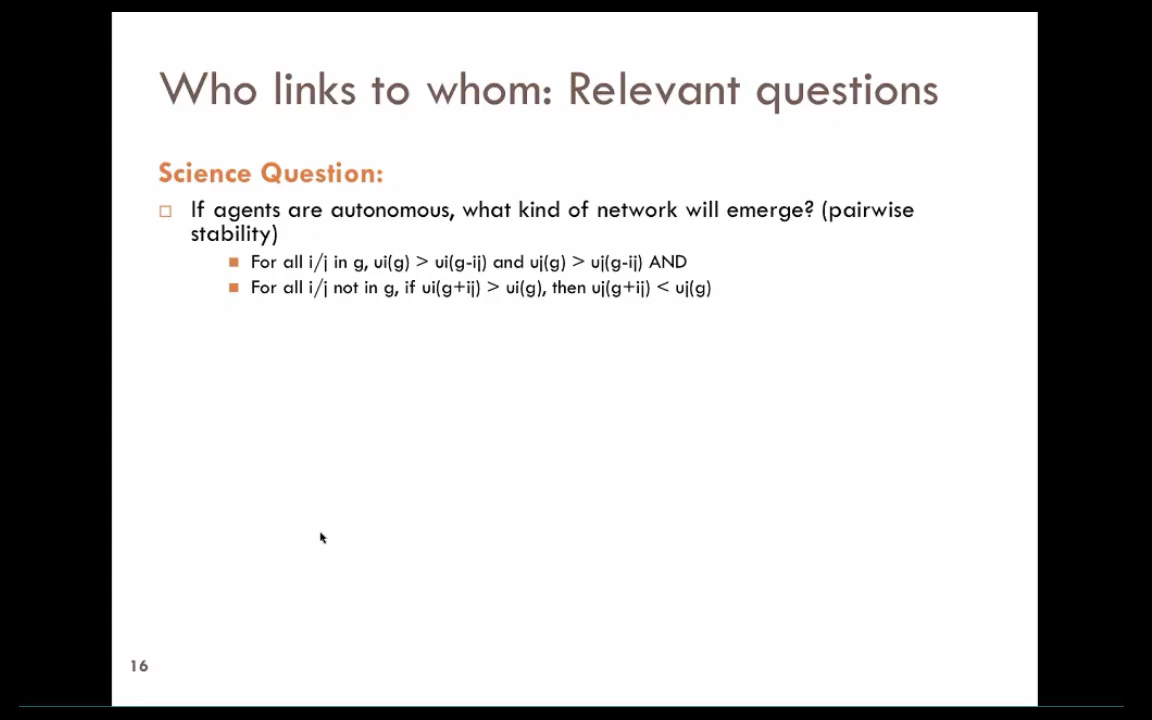 Who links to whom: Relevant questions
Science Question:
If agents are autonomous, what kind of network will emerge? (pairwise
stability)
For all i/j in g, ui(g) > ui(g-ij) and uj(g) > uj(g-ij) AND
For all i/j not in g, if ui(g+ij) > ui(g), then uj(g+ij) < uj(g)
16